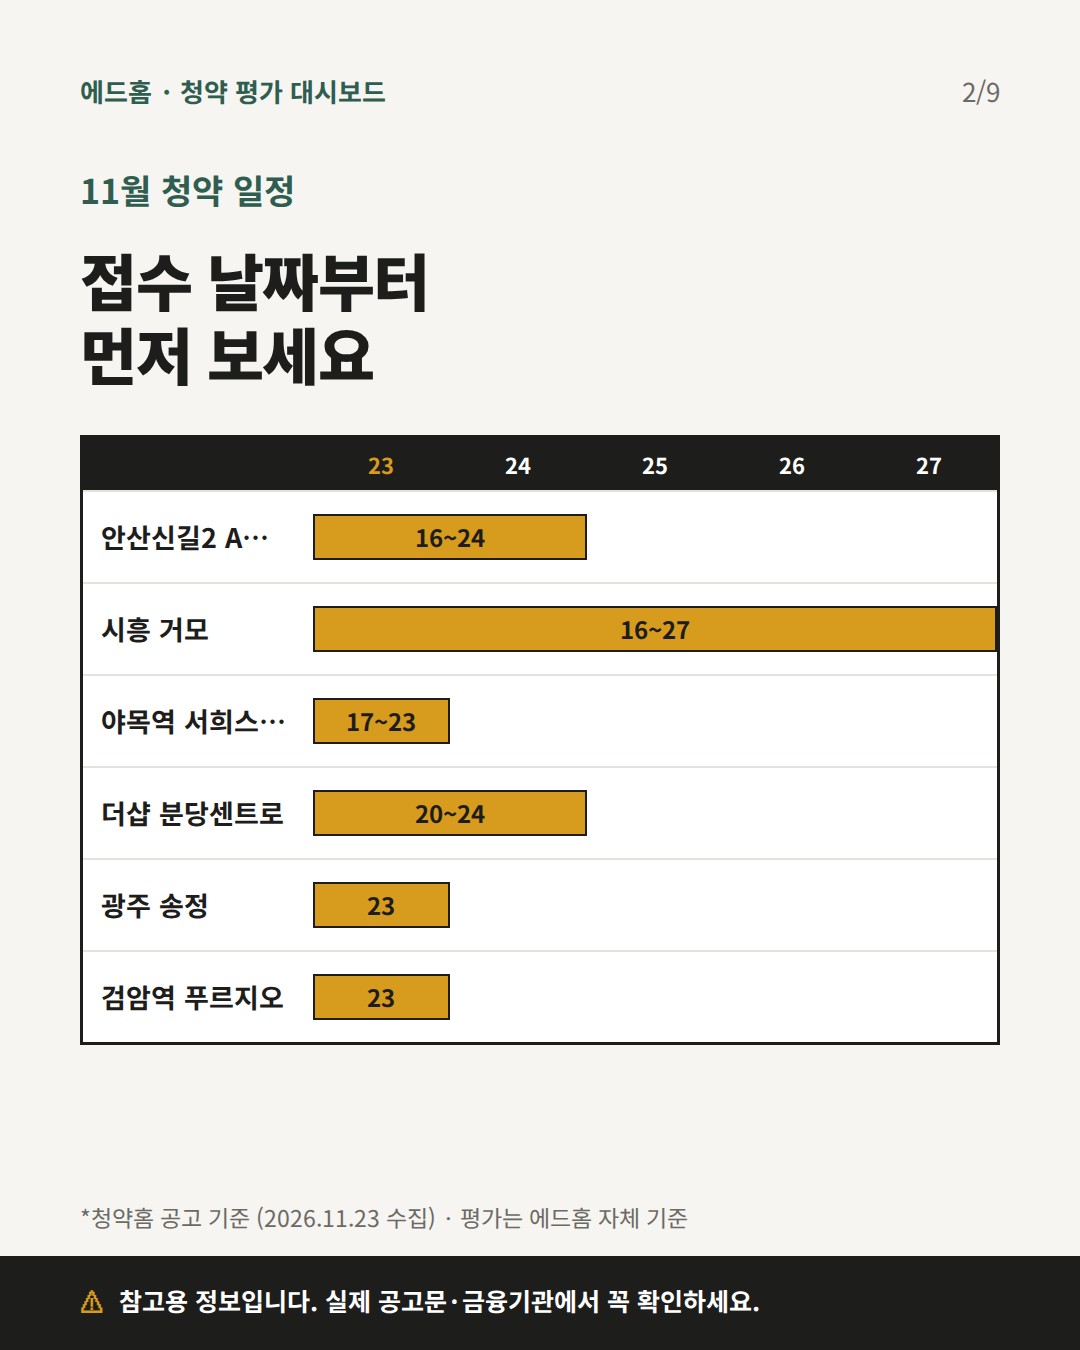 에드홈 · 청약 평가 대시보드 2/9
11월 청약 일정
접수 날짜부터
먼저 보세요
23 24 25 26 27
안산신길2 A… 16~24
시흥 거모 16~27
야목역 서희스… 17~23
더샵 분당센트로 20~24
광주 송정 23
검암역 푸르지오 23
*청약홈 공고 기준 (2026.11.23 수집) · 평가는 에드홈 자체 기준
⚠ 참고용 정보입니다. 실제 공고문·금융기관에서 꼭 확인하세요.